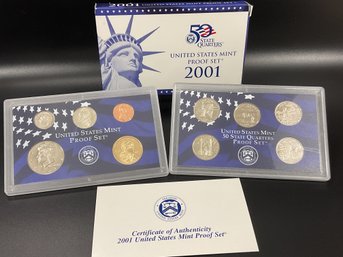 50
STATE
QUARTERS
UNITED STATES MINT
PROOF SET
2001
UNITED STATES MINT
PROOF SET
UNITED STATES MINT
50 STATE QUARTERS
PROOF SET
Certificate of Authenticity
2001 United States Mint Proof Set